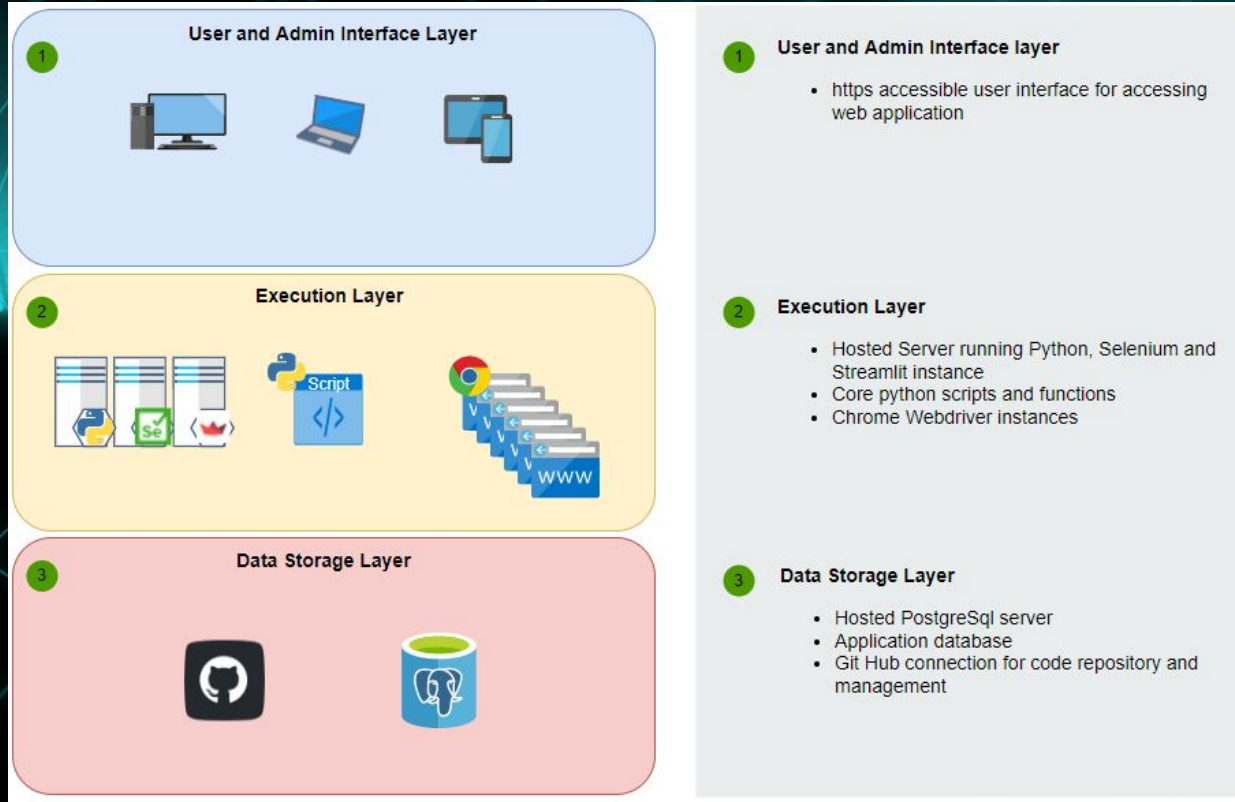 User and Admin Interface Layer
1
Execution Layer
2
Script
</>
Se
www
Data Storage Layer
3
1
User and Admin Interface layer
• https accessible user interface for accessing
web application
2
Execution Layer
• Hosted Server running Python, Selenium and
Streamlit instance
• Core python scripts and functions
• Chrome Webdriver instances
3
Data Storage Layer
• Hosted PostgreSql server
• Application database
• Git Hub connection for code repository and
management